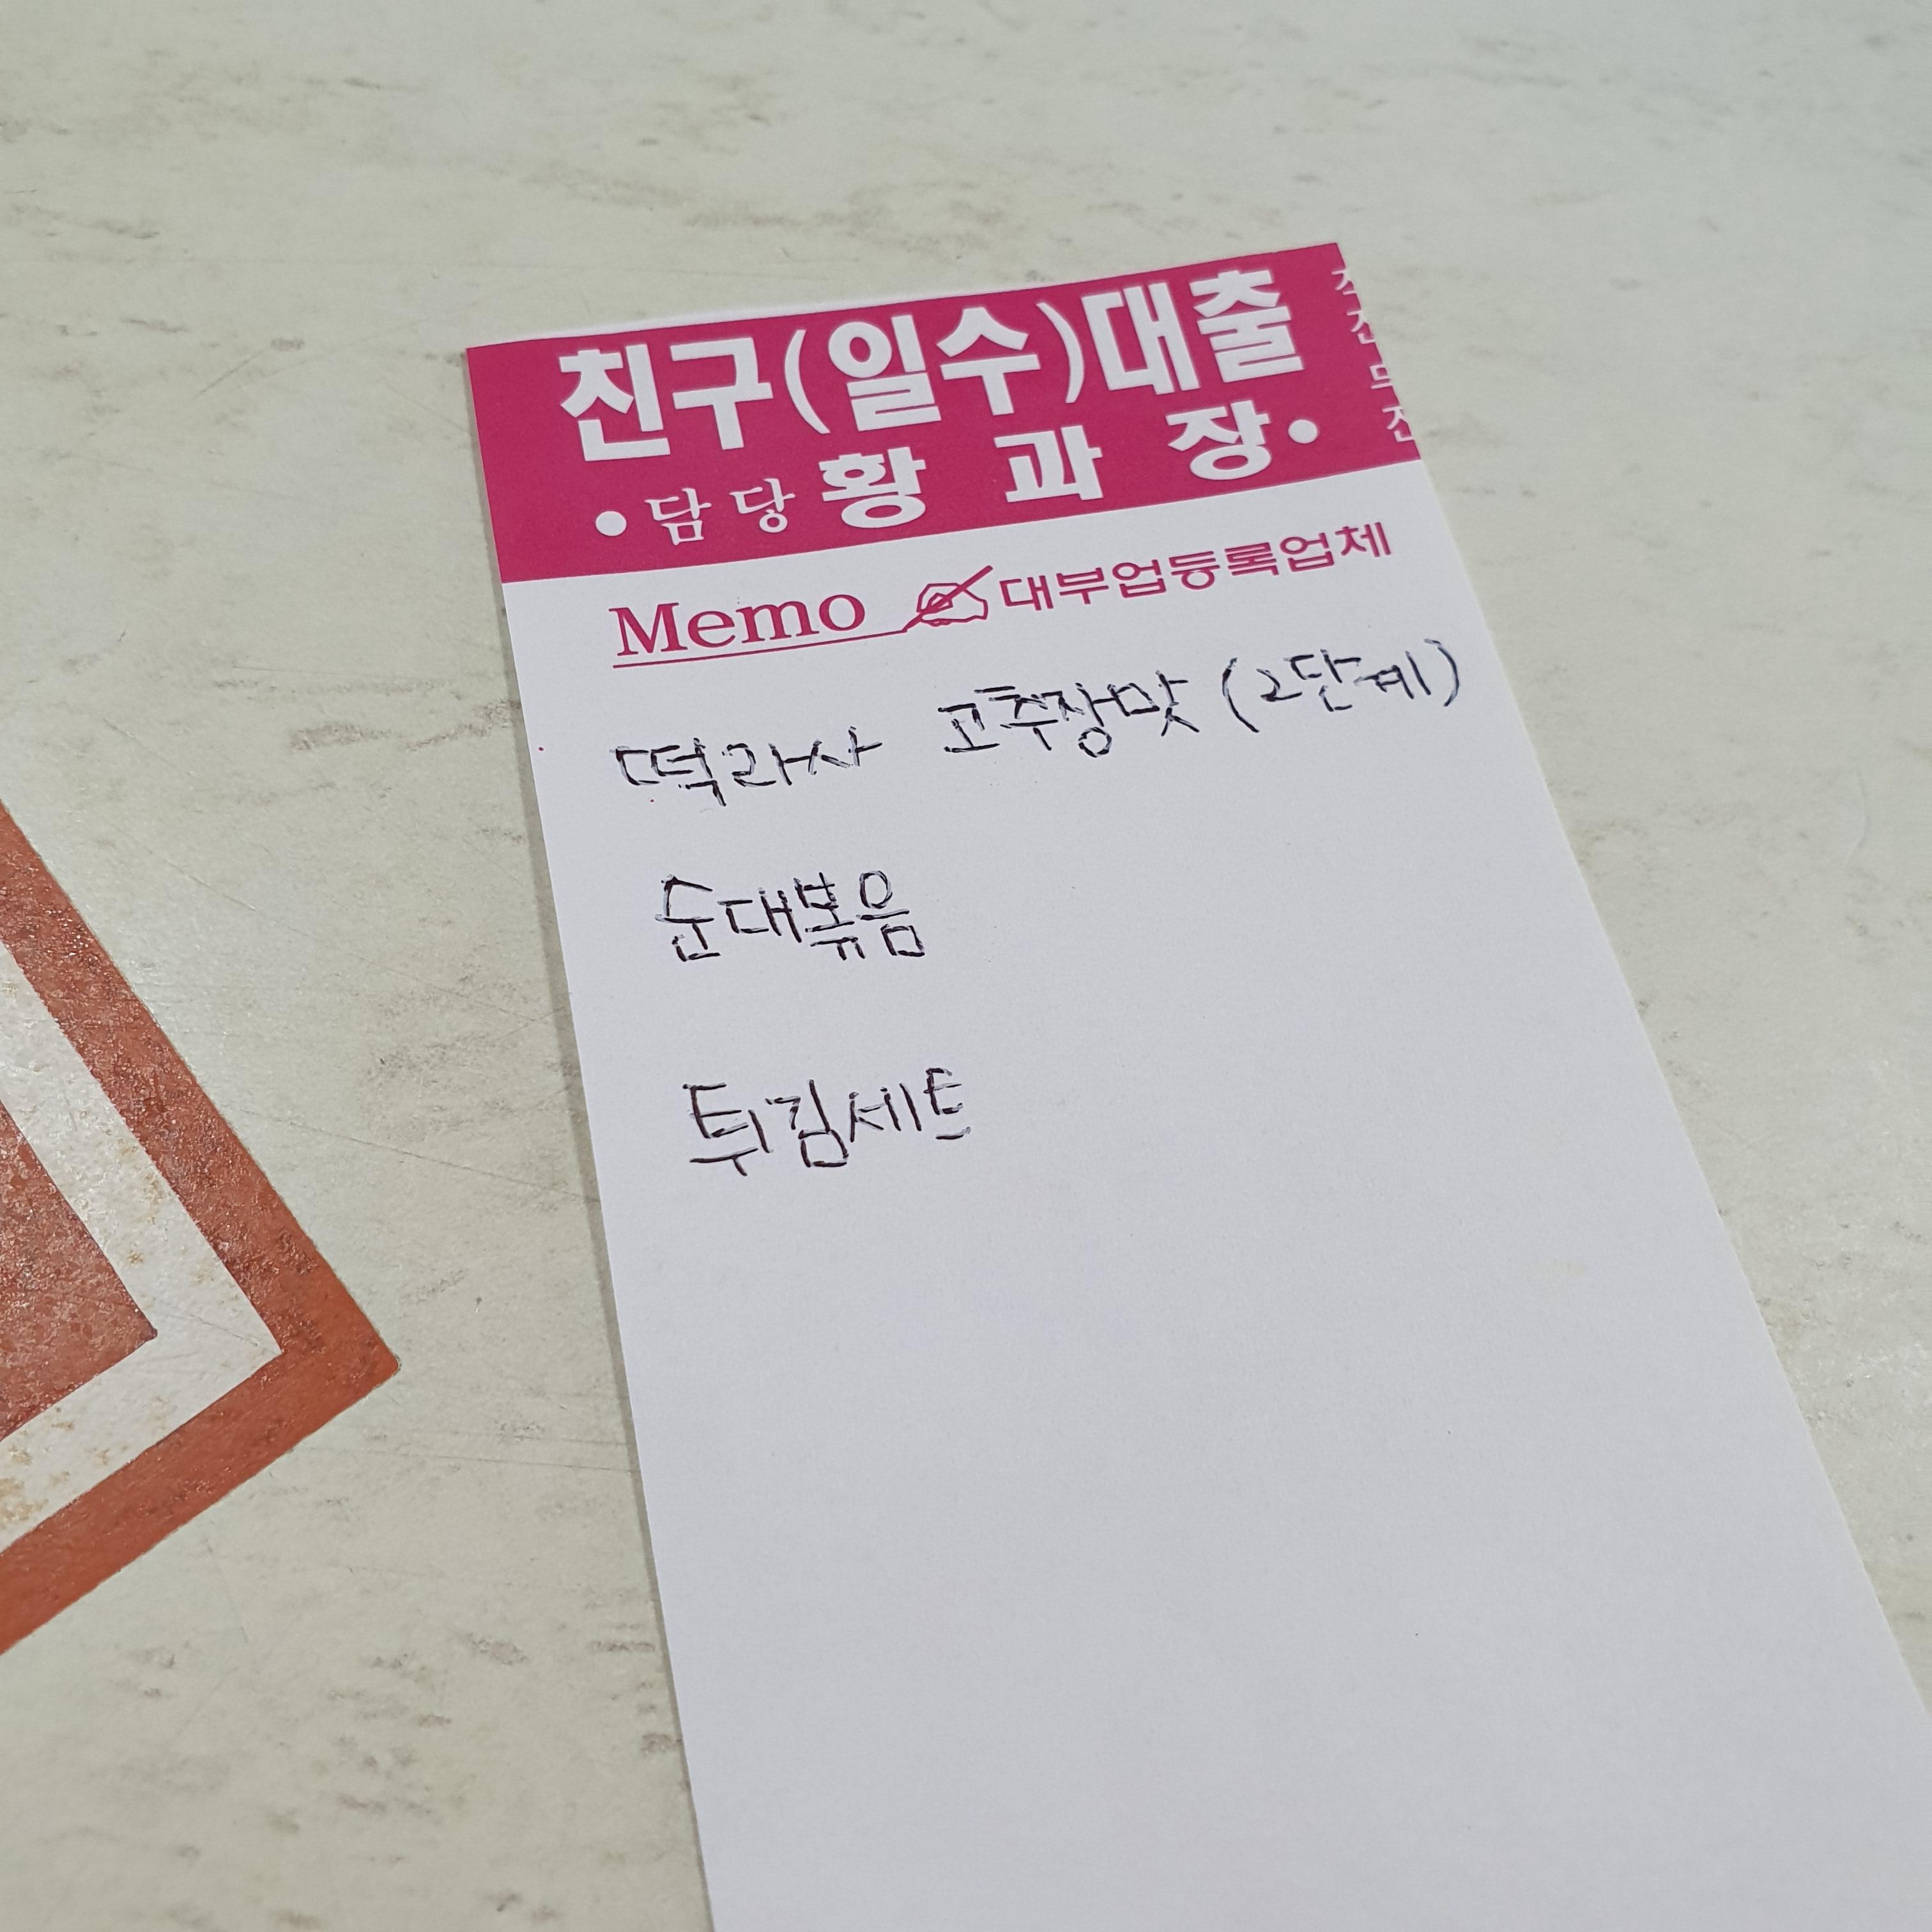 친구(일수)대출
•담당 황 과 장•
Memo 대부업등록업체
떡라사 고추장맛 (2단계)
순대볶음
튀김세트